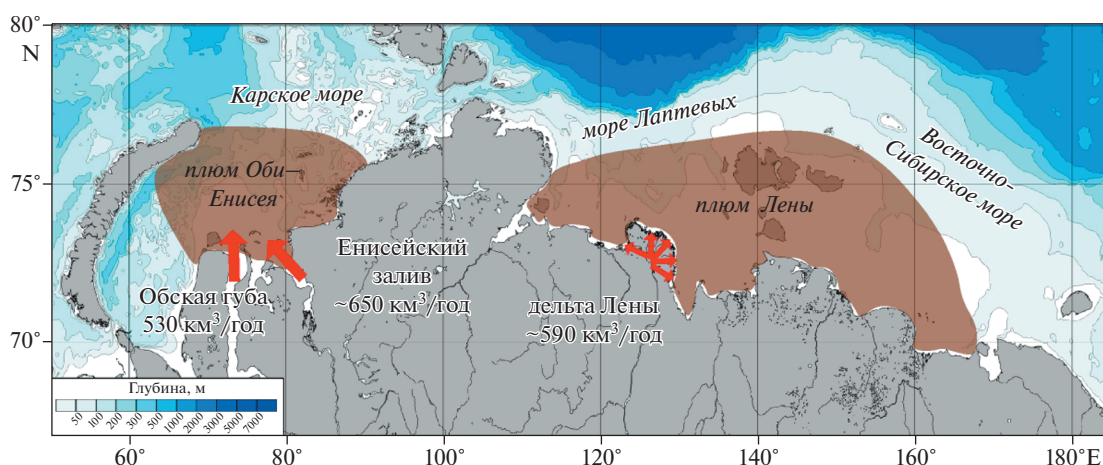 80°
N
75°
70°
Карское море
море Лаптевых
Восточно-
Сибирское море
плюм Оби
Енисея
плюм Лены
Енисейский
залив
~650 км³/год
Обская губа
530 км³/год
дельта Лены
~590 км³/год
Глубина, м
50 100 200 300 500 1000 2000 3000 5000 7000
60° 80° 100° 120° 140° 160° 180°E